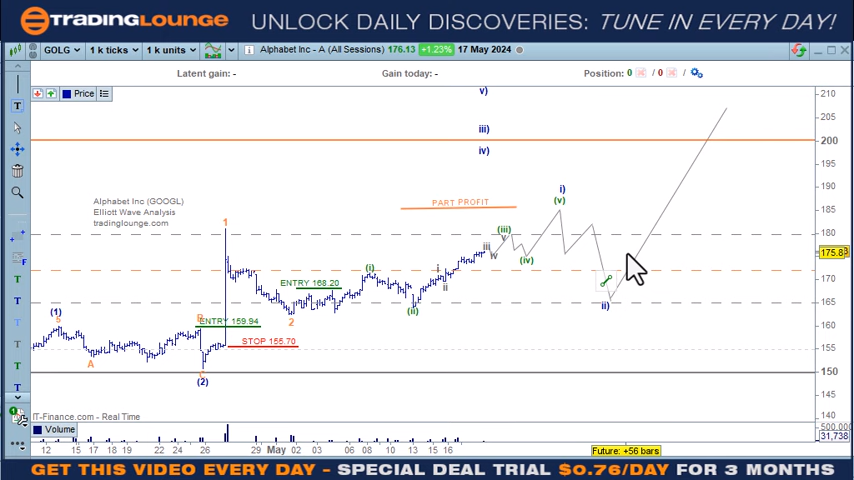 TRADINGLOUNGE UNLOCK DAILY DISCOVERIES: TUNE IN EVERY DAY!
GOLG 1 k ticks 1 k units Alphabet Inc - A (All Sessions) 176.13 +1.23% 17 May 2024
Latent gain: - Gain today: - Position: 0 / 0 /
Price
v)
210
205
iii)
200
iv)
195
190
Alphabet Inc (GOOGL)
Elliott Wave Analysis
tradinglounge.com
PART PROFIT
i)
(v)
185
1
(iii)
v
180
iii
iv
(iv)
175.8
(i)
i
ii
170
ENTRY 168.20
165
(ii)
ii)
(1)
5
B
ENTRY 159.94
2
160
STOP 155.70
155
A
C
(2)
150
145
140
IT-Finance.com - Real Time
Volume
500.000
31,738
12 15 17 18 19 22 24 26 29 May 02 03 06 08 10 13 15 16
Future: +56 bars
GET THIS VIDEO EVERY DAY - SPECIAL DEAL TRIAL $0.76/DAY FOR 3 MONTHS